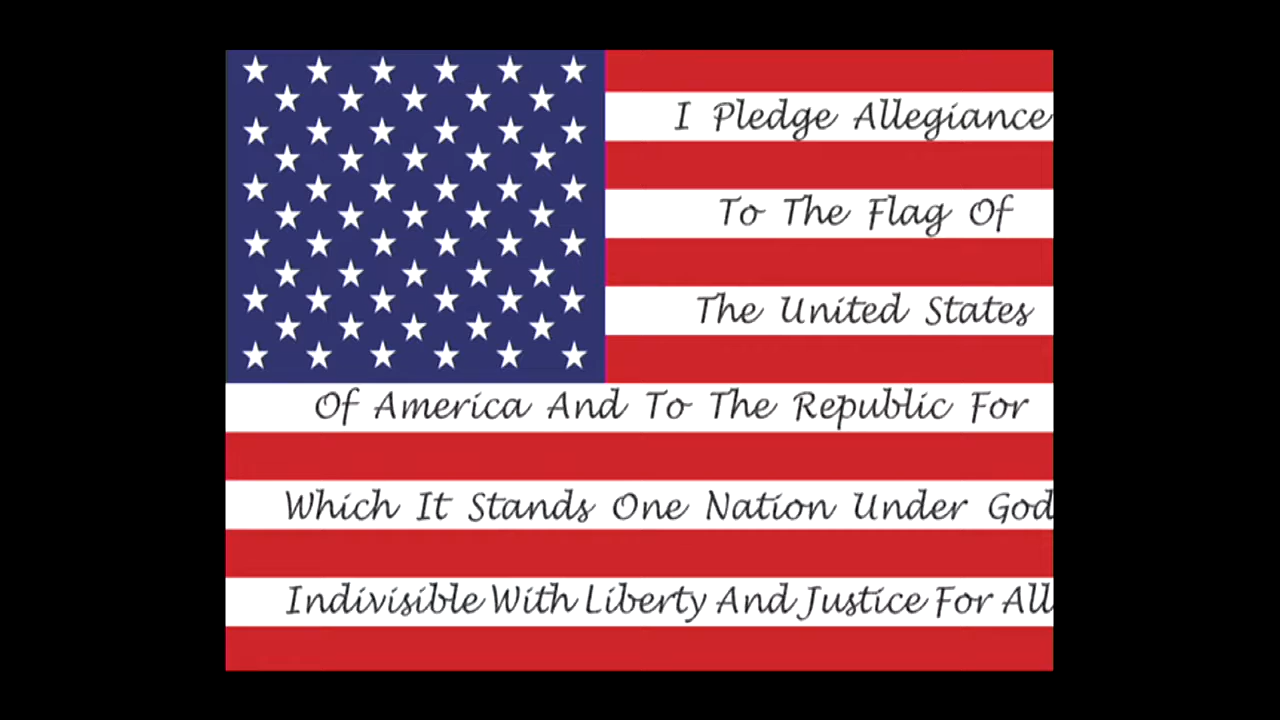 I Pledge Allegiance
To The Flag Of
The United States
Of America And To The Republic For
Which It Stands One Nation Under God
Indivisible With Liberty And Justice For All